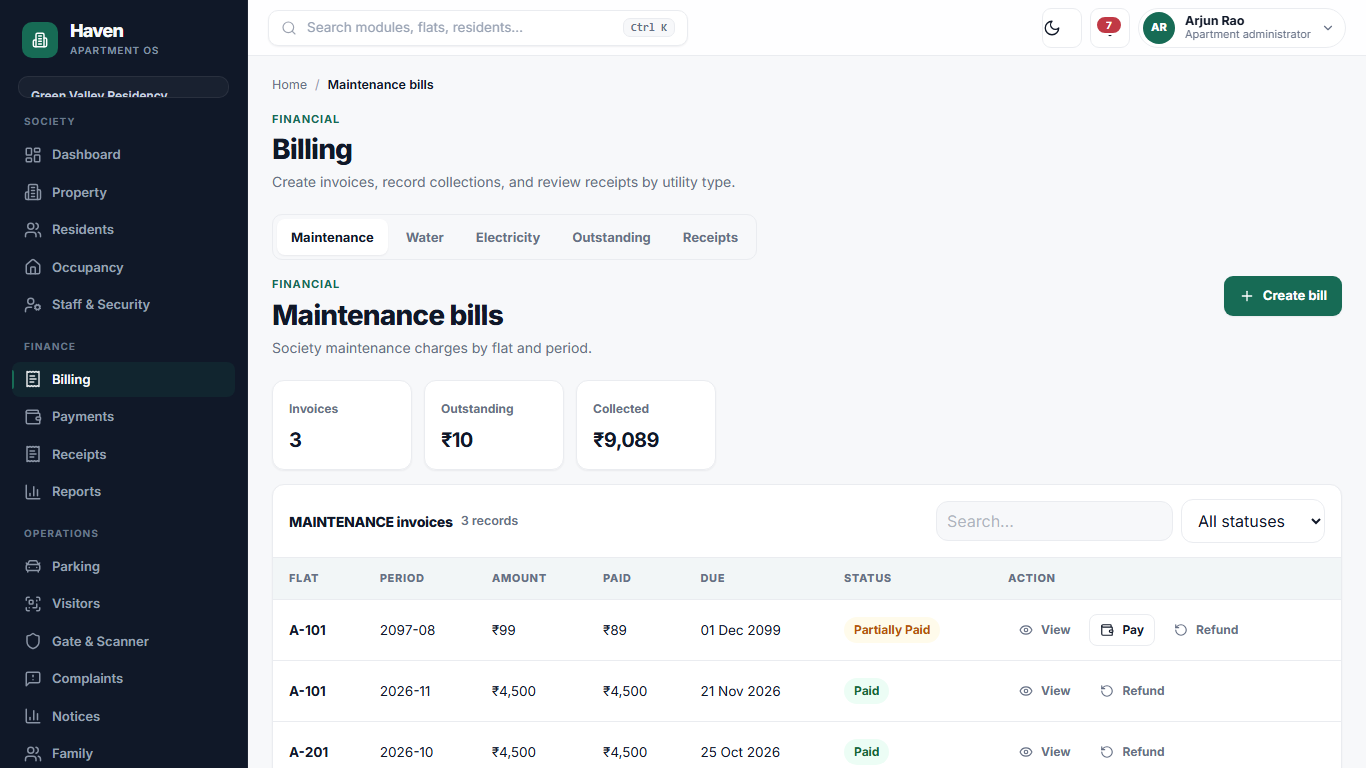 Haven
APARTMENT OS
Green Valley Residency
SOCIETY
Dashboard
Property
Residents
Occupancy
Staff & Security
FINANCE
Billing
Payments
Receipts
Reports
OPERATIONS
Parking
Visitors
Gate & Scanner
Complaints
Notices
Family
Search modules, flats, residents... Ctrl K
7
AR
Arjun Rao
Apartment administrator
Home / Maintenance bills
FINANCIAL
Billing
Create invoices, record collections, and review receipts by utility type.
Maintenance Water Electricity Outstanding Receipts
FINANCIAL
Maintenance bills
Society maintenance charges by flat and period.
+ Create bill
Invoices
3
Outstanding
₹10
Collected
₹9,089
MAINTENANCE invoices 3 records
Search...
All statuses
FLAT PERIOD AMOUNT PAID DUE STATUS ACTION
A-101 2097-08 ₹99 ₹89 01 Dec 2099 Partially Paid View Pay Refund
A-101 2026-11 ₹4,500 ₹4,500 21 Nov 2026 Paid View Refund
A-201 2026-10 ₹4,500 ₹4,500 25 Oct 2026 Paid View Refund